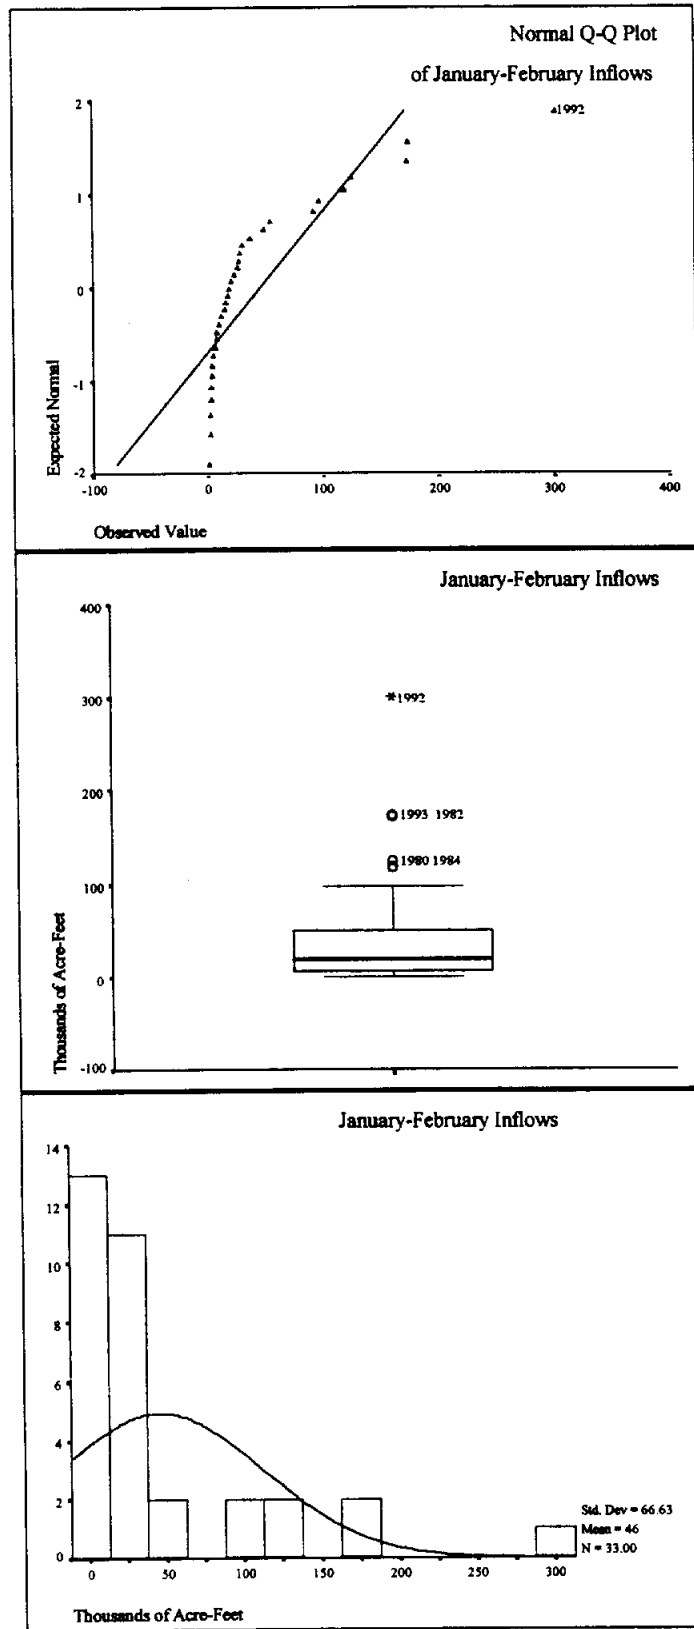 Normal Q-Q Plot
of January-February Inflows
2
1992
1
0
-1
-2
Expected Normal
-100 0 100 200 300 400
Observed Value
January-February Inflows
400
300
1992
200
1993 1982
1980 1984
100
0
-100
Thousands of Acre-Feet
January-February Inflows
14
12
10
8
6
4
2
0
Std. Dev = 66.63
Mean = 46
N = 33.00
0 50 100 150 200 250 300
Thousands of Acre-Feet